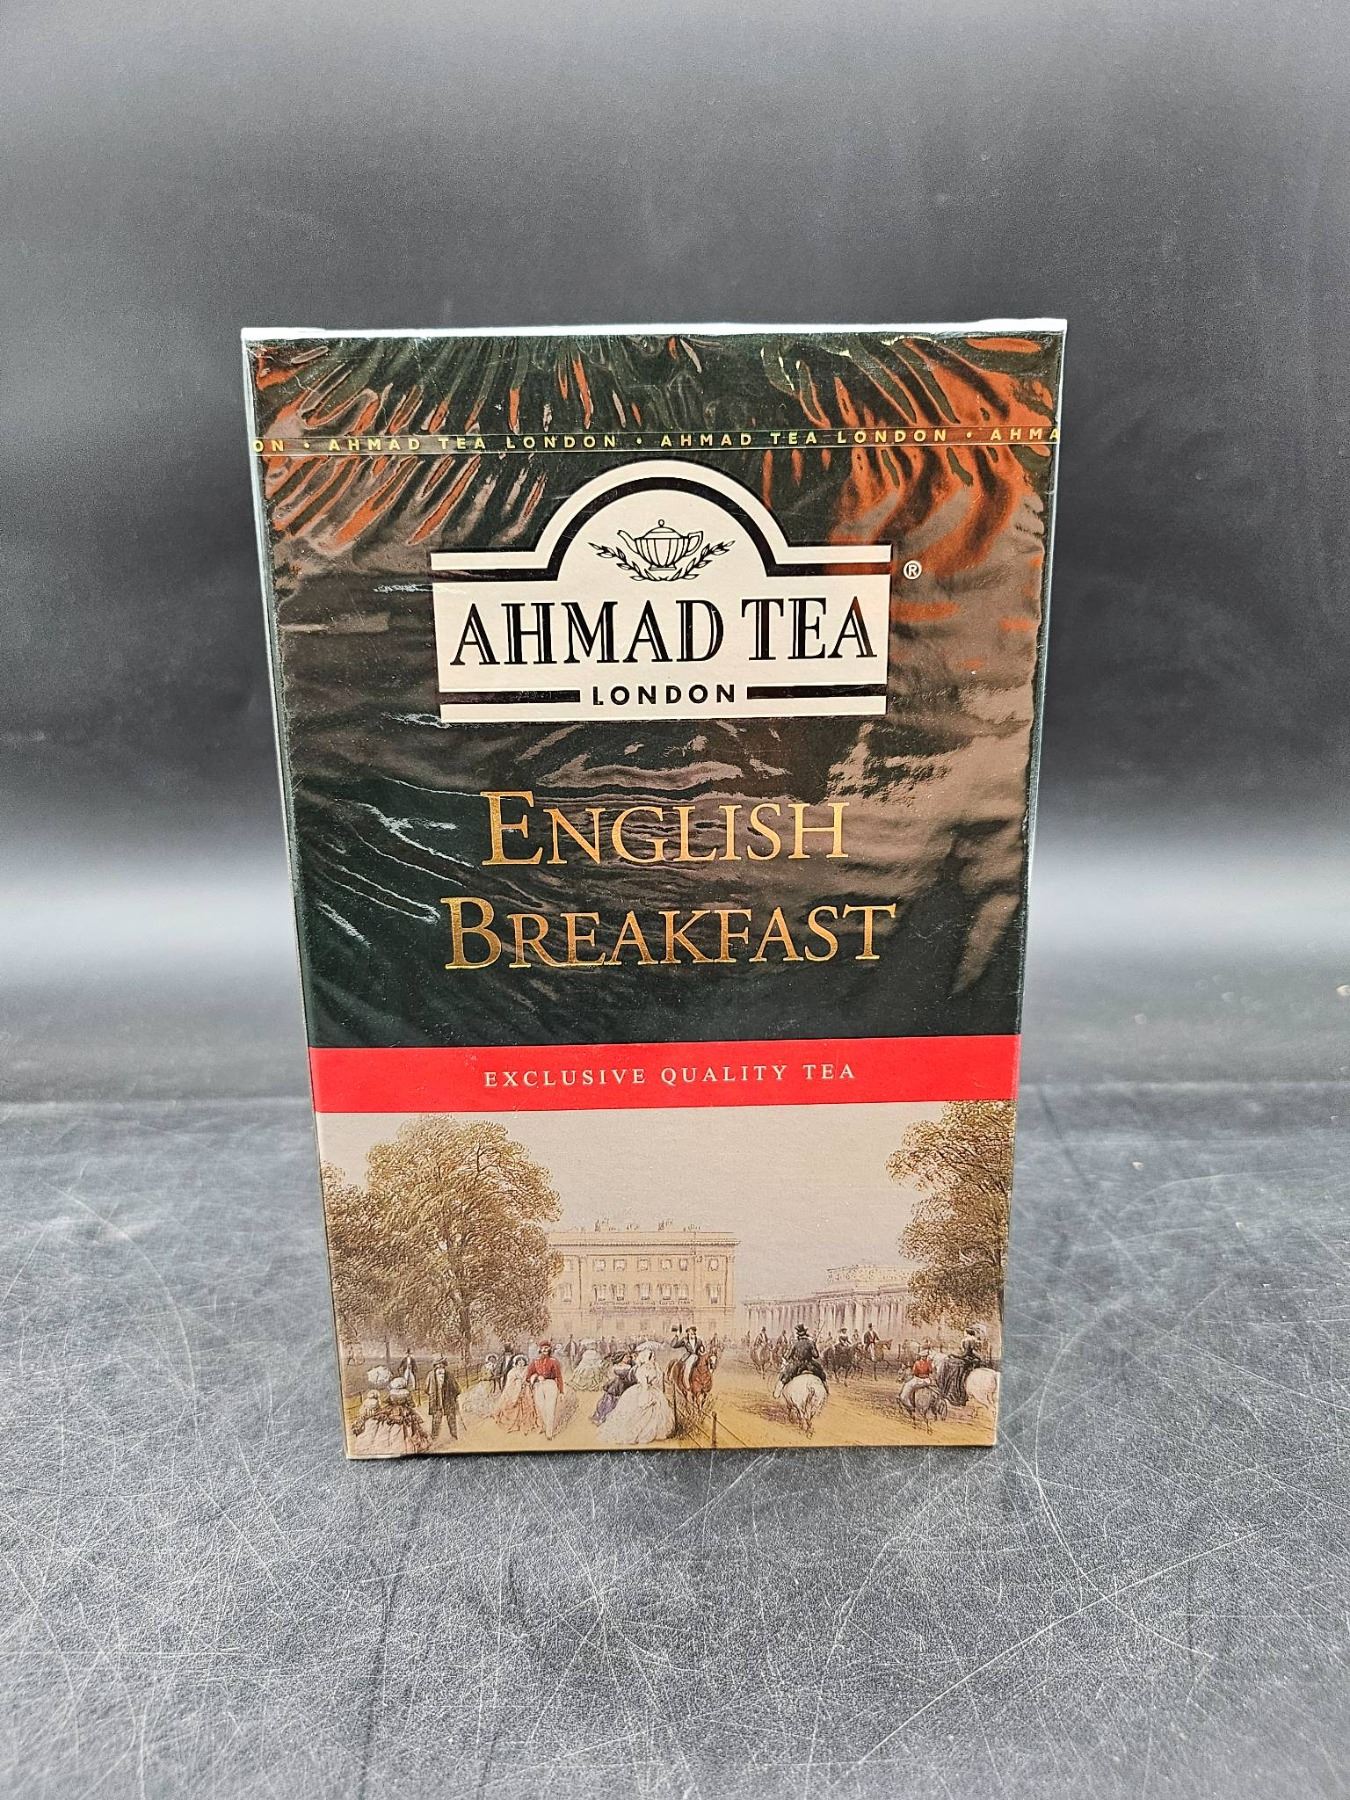 ON • AHMAD TEA LONDON • AHMAD TEA LONDON • AHMA
AHMAD TEA ®
LONDON
ENGLISH
BREAKFAST
EXCLUSIVE QUALITY TEA